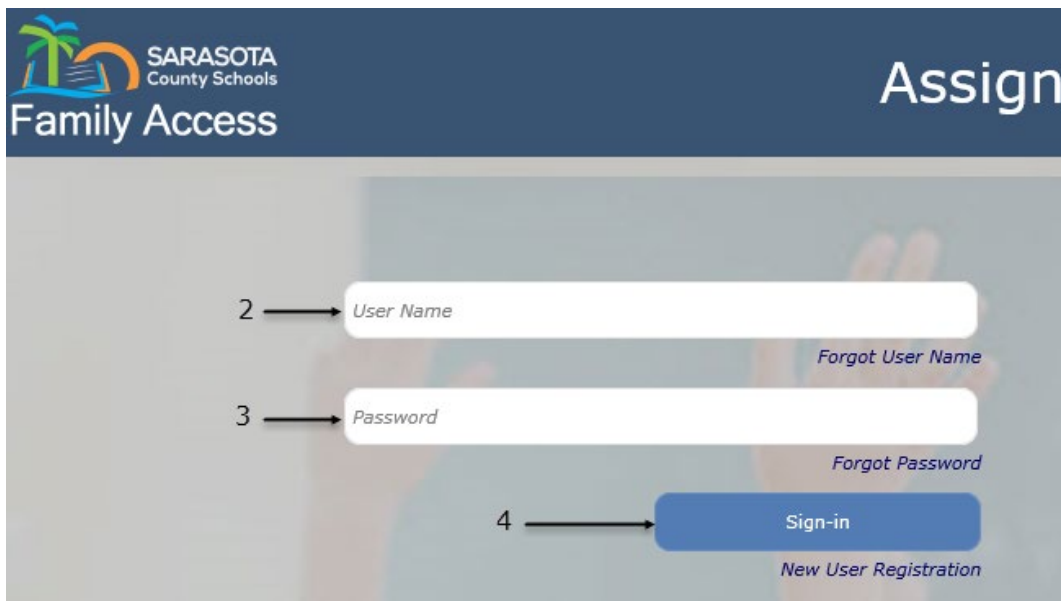 SARASOTA
County Schools
Family Access
Assign
2
User Name
Forgot User Name
3
Password
Forgot Password
4
Sign-in
New User Registration